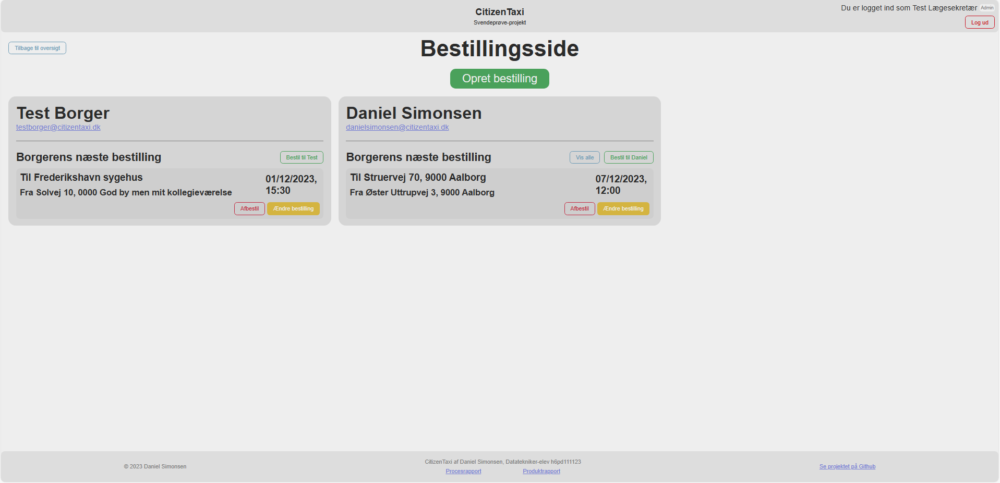 CitizenTaxi
Svendeprøve-projekt
Du er logget ind som Test Lægesekretær Admin
Log ud
Tilbage til oversigt
Bestillingsside
Opret bestilling
Test Borger
testborger@citizentaxi.dk
Borgerens næste bestilling
Bestil til Test
Til Frederikshavn sygehus
01/12/2023,
15:30
Fra Solvej 10, 0000 God by men mit kollegieværelse
Afbestil
Ændre bestilling
Daniel Simonsen
danielsimonsen@citizentaxi.dk
Borgerens næste bestilling
Vis alle
Bestil til Daniel
Til Struervej 70, 9000 Aalborg
07/12/2023,
12:00
Fra Øster Uttrupvej 3, 9000 Aalborg
Afbestil
Ændre bestilling
© 2023 Daniel Simonsen
CitizenTaxi af Daniel Simonsen, Datatekniker-elev h6pd111123
Procesrapport
Produktrapport
Se projektet på Github